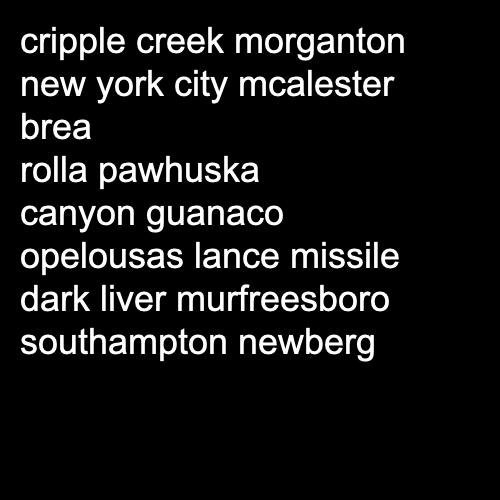 cripple creek morganton
new york city mcalester
brea
rolla pawhuska
canyon guanaco
opelousas lance missile
dark liver murfreesboro
southampton newberg